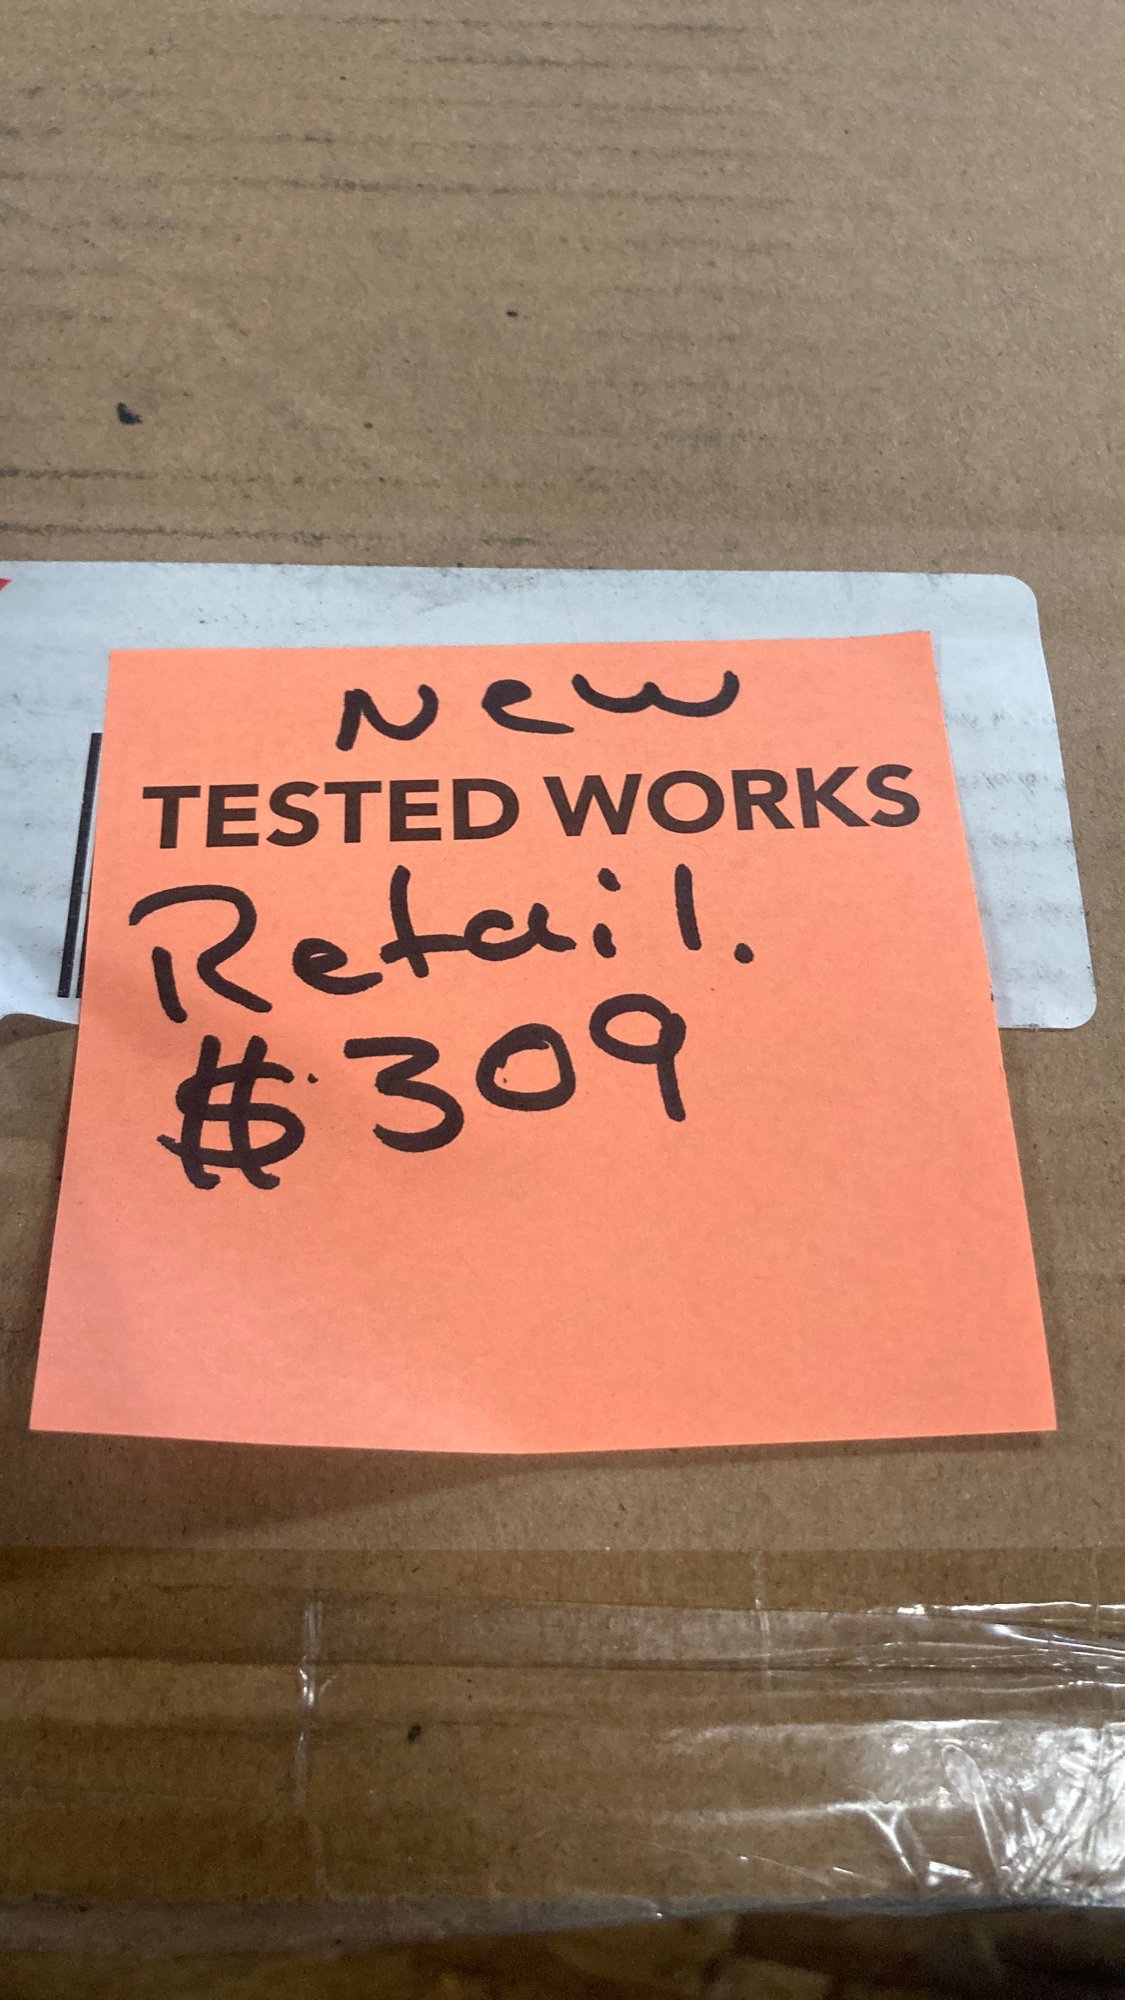 New
TESTED WORKS
Retail.
$309